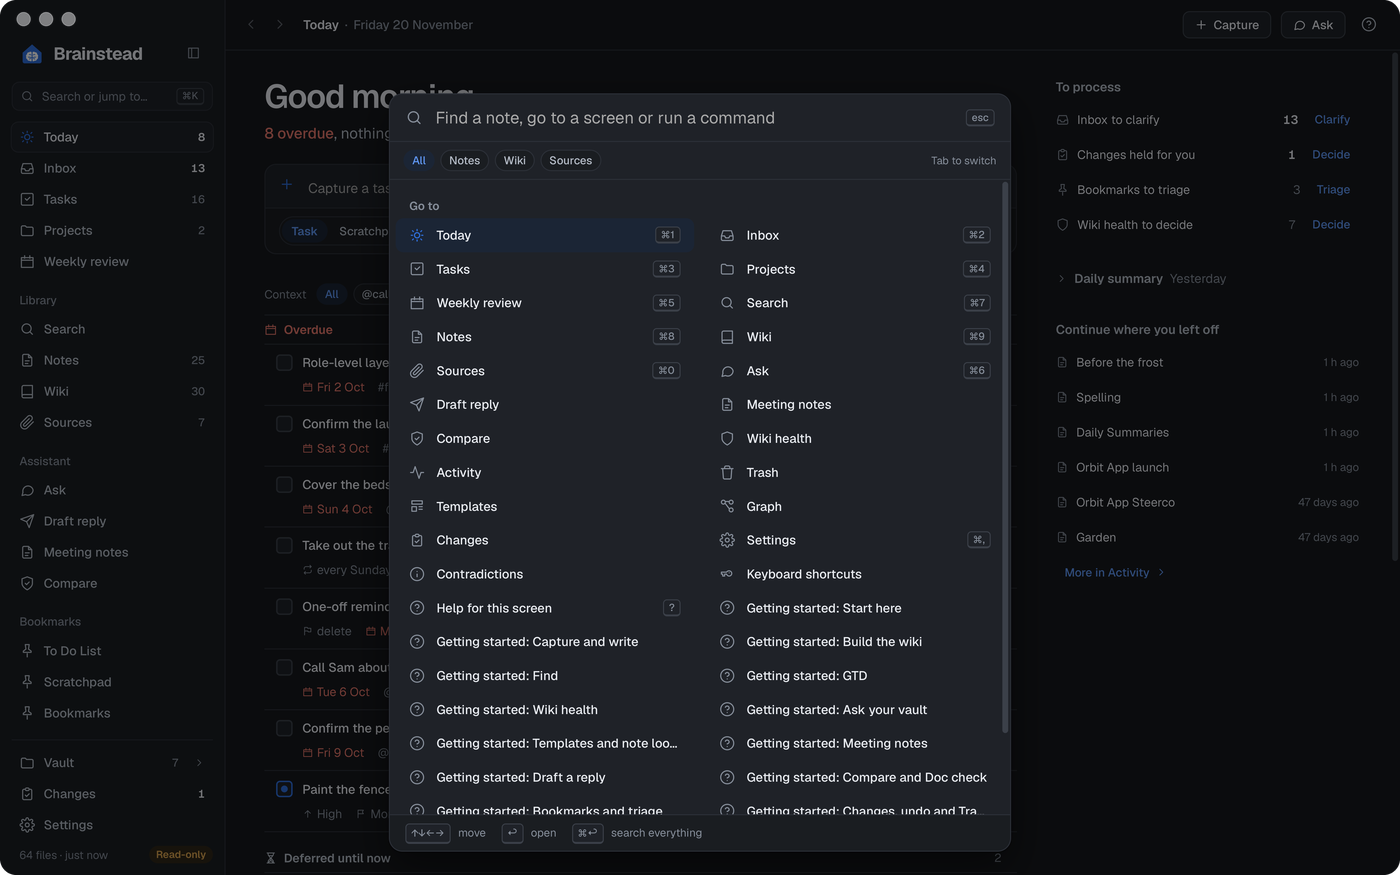 Today · Friday 20 November
Capture
Ask
Brainstead
Search or jump to... ⌘K
Today 8
Inbox 13
Tasks 16
Projects 2
Weekly review
Library
Search
Notes 25
Wiki 30
Sources 7
Assistant
Ask
Draft reply
Meeting notes
Compare
Bookmarks
To Do List
Scratchpad
Bookmarks
Vault 7
Changes 1
Settings
64 files · just now Read-only
Good morning
8 overdue, nothing
Capture a tas
Task Scratchp
Context All @cal
Overdue
Role-level laye
Fri 2 Oct #f
Confirm the lau
Sat 3 Oct #
Cover the beds
Sun 4 Oct
Take out the tr
every Sunday
One-off remind
delete M
Call Sam abou
Tue 6 Oct
Confirm the pe
Fri 9 Oct
Paint the fence
High Mo
Deferred until now 2
Find a note, go to a screen or run a command esc
All Notes Wiki Sources Tab to switch
Go to
Today ⌘1 Inbox ⌘2
Tasks ⌘3 Projects ⌘4
Weekly review ⌘5 Search ⌘7
Notes ⌘8 Wiki ⌘9
Sources ⌘0 Ask ⌘6
Draft reply Meeting notes
Compare Wiki health
Activity Trash
Templates Graph
Changes Settings ⌘,
Contradictions Keyboard shortcuts
Help for this screen ? Getting started: Start here
Getting started: Capture and write Getting started: Build the wiki
Getting started: Find Getting started: GTD
Getting started: Wiki health Getting started: Ask your vault
Getting started: Templates and note loo... Getting started: Meeting notes
Getting started: Draft a reply Getting started: Compare and Doc check
Getting started: Bookmarks and triage Getting started: Changes, undo and Tra...
↑↓←→ move ↩ open ⌘↩ search everything
To process
Inbox to clarify 13 Clarify
Changes held for you 1 Decide
Bookmarks to triage 3 Triage
Wiki health to decide 7 Decide
Daily summary Yesterday
Continue where you left off
Before the frost 1 h ago
Spelling 1 h ago
Daily Summaries 1 h ago
Orbit App launch 1 h ago
Orbit App Steerco 47 days ago
Garden 47 days ago
More in Activity